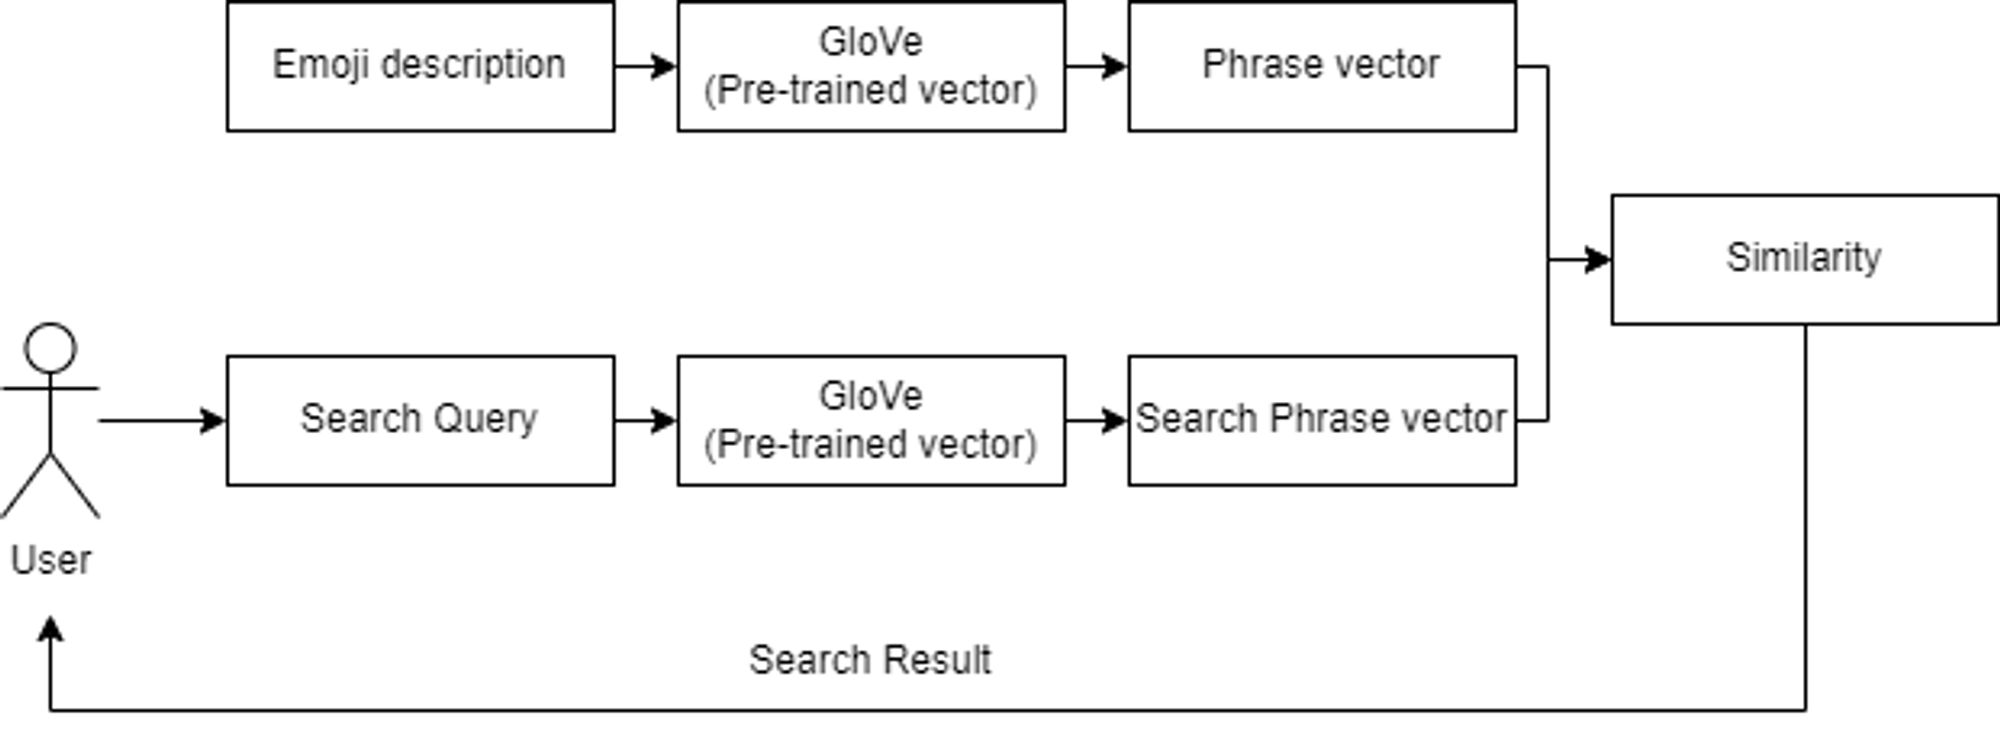 Emoji description
GloVe
(Pre-trained vector)
Phrase vector
Similarity
Search Query
GloVe
(Pre-trained vector)
Search Phrase vector
User
Search Result